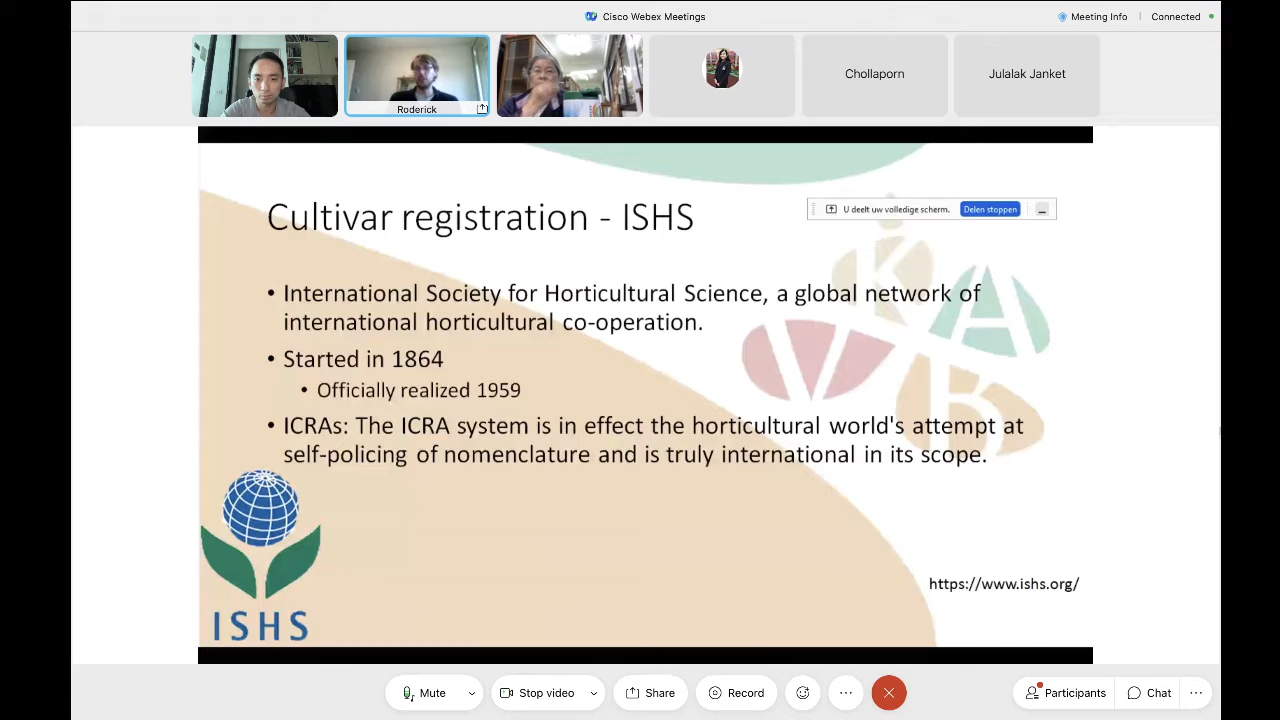 Cisco Webex Meetings
Meeting Info
Connected
Roderick
Chollaporn
Julalak Janket
Cultivar registration - ISHS
U deelt uw volledige scherm.
Delen stoppen
• International Society for Horticultural Science, a global network of
international horticultural co-operation.
• Started in 1864
• Officially realized 1959
• ICRAs: The ICRA system is in effect the horticultural world's attempt at
self-policing of nomenclature and is truly international in its scope.
V K A R
ISHS
https://www.ishs.org/
Mute
Stop video
Share
Record
Participants
Chat